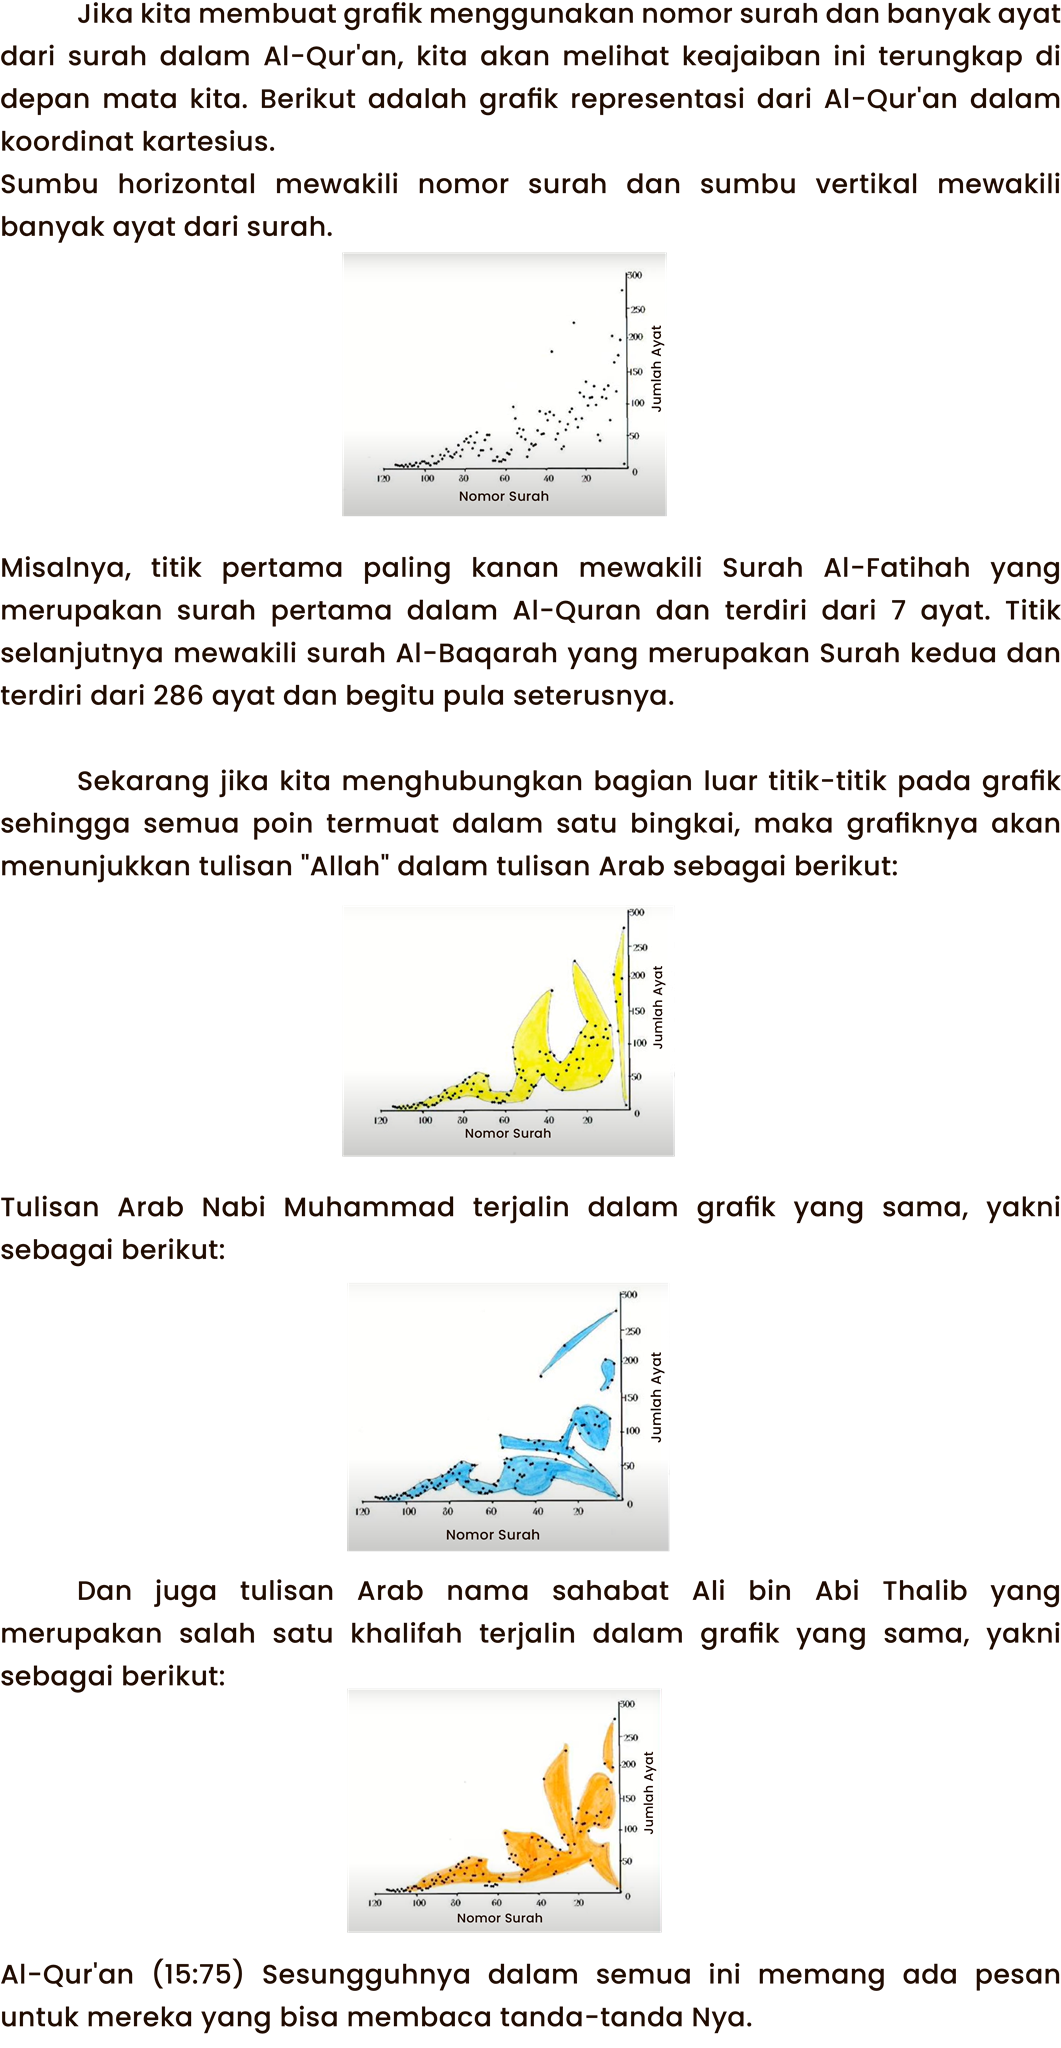 Jika kita membuat grafik menggunakan nomor surah dan banyak ayat
dari surah dalam Al-Qur'an, kita akan melihat keajaiban ini terungkap di
depan mata kita. Berikut adalah grafik representasi dari Al-Qur'an dalam
koordinat kartesius.
Sumbu horizontal mewakili nomor surah dan sumbu vertikal mewakili
banyak ayat dari surah.
300
250
200
150
100
50
0
Jumlah Ayat
120 100 80 60 40 20
Nomor Surah
Misalnya, titik pertama paling kanan mewakili Surah Al-Fatihah yang
merupakan surah pertama dalam Al-Quran dan terdiri dari 7 ayat. Titik
selanjutnya mewakili surah Al-Baqarah yang merupakan Surah kedua dan
terdiri dari 286 ayat dan begitu pula seterusnya.
Sekarang jika kita menghubungkan bagian luar titik-titik pada grafik
sehingga semua poin termuat dalam satu bingkai, maka grafiknya akan
menunjukkan tulisan "Allah" dalam tulisan Arab sebagai berikut:
300
250
200
150
100
50
0
Jumlah Ayat
120 100 80 60 40 20
Nomor Surah
Tulisan Arab Nabi Muhammad terjalin dalam grafik yang sama, yakni
sebagai berikut:
300
250
200
150
100
50
0
Jumlah Ayat
120 100 80 60 40 20
Nomor Surah
Dan juga tulisan Arab nama sahabat Ali bin Abi Thalib yang
merupakan salah satu khalifah terjalin dalam grafik yang sama, yakni
sebagai berikut:
300
250
200
150
100
50
0
Jumlah Ayat
120 100 80 60 40 20
Nomor Surah
Al-Qur'an (15:75) Sesungguhnya dalam semua ini memang ada pesan
untuk mereka yang bisa membaca tanda-tanda Nya.